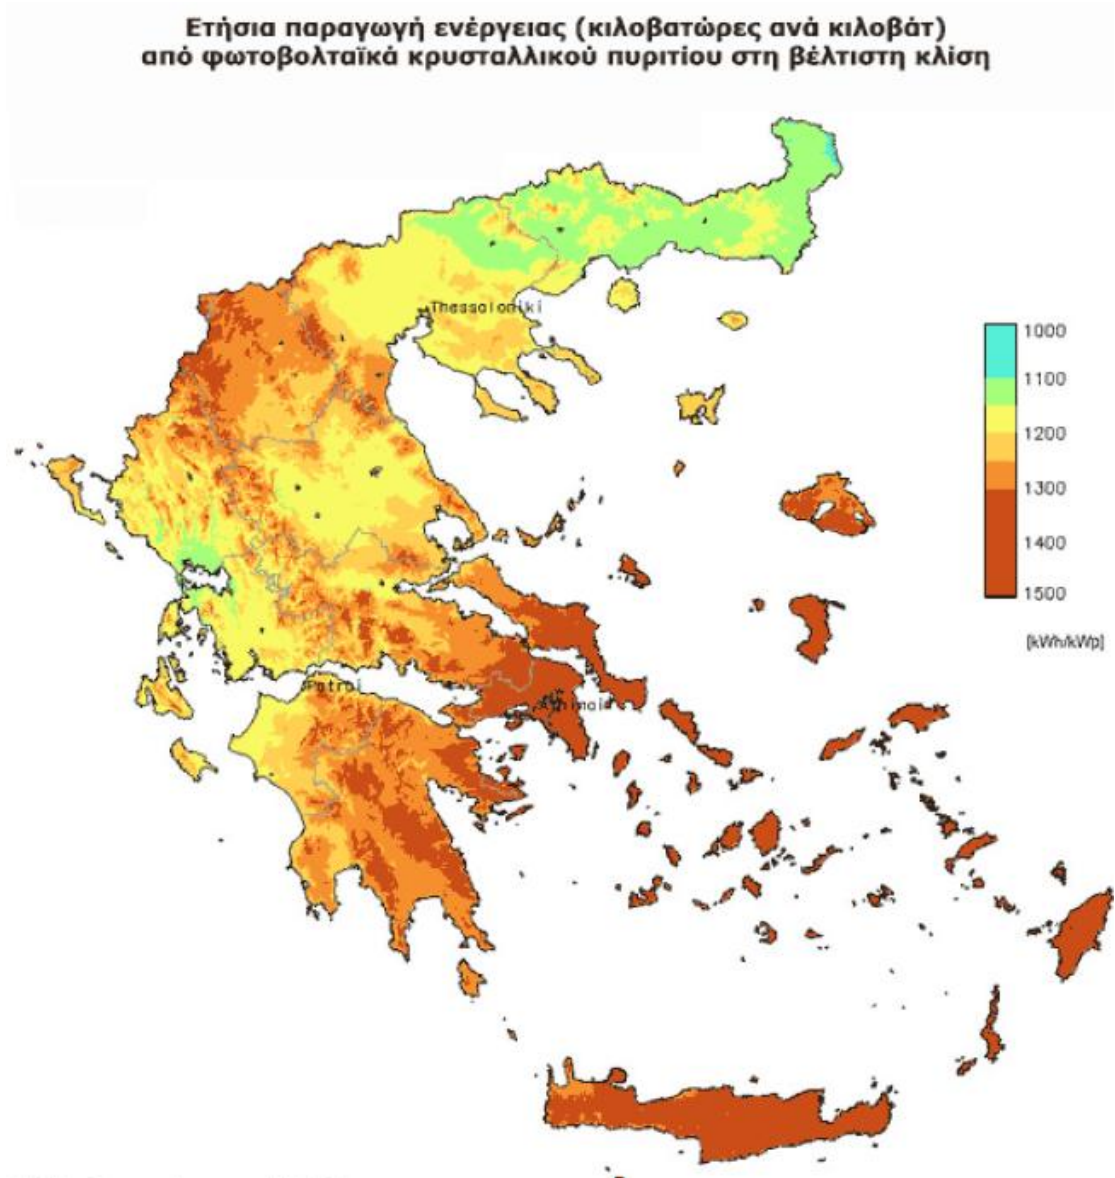 Ετήσια παραγωγή ενέργειας (κιλοβατώρες ανά κιλοβάτ)
από φωτοβολταϊκά κρυσταλλικού πυριτίου στη βέλτιστη κλίση
Thessaloniki
1000
1100
1200
1300
1400
1500
[kWh/kWp]
Patrai
Athinai